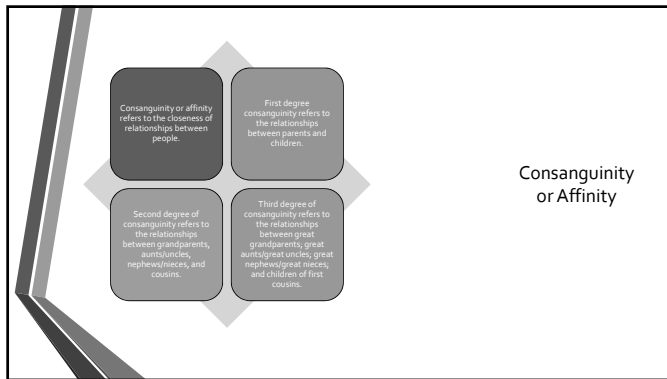 Consanguinity or affinity
refers to the closeness of
relationships between
people.
First degree
consanguinity refers to
the relationships
between parents and
children.
Second degree of
consanguinity refers to
the relationships
between grandparents,
aunts/uncles,
nephews/nieces, and
cousins.
Third degree of
consanguinity refers to
the relationships
between great
grandparents; great
aunts/great uncles; great
nephews/great nieces;
and children of first
cousins.
Consanguinity
or Affinity